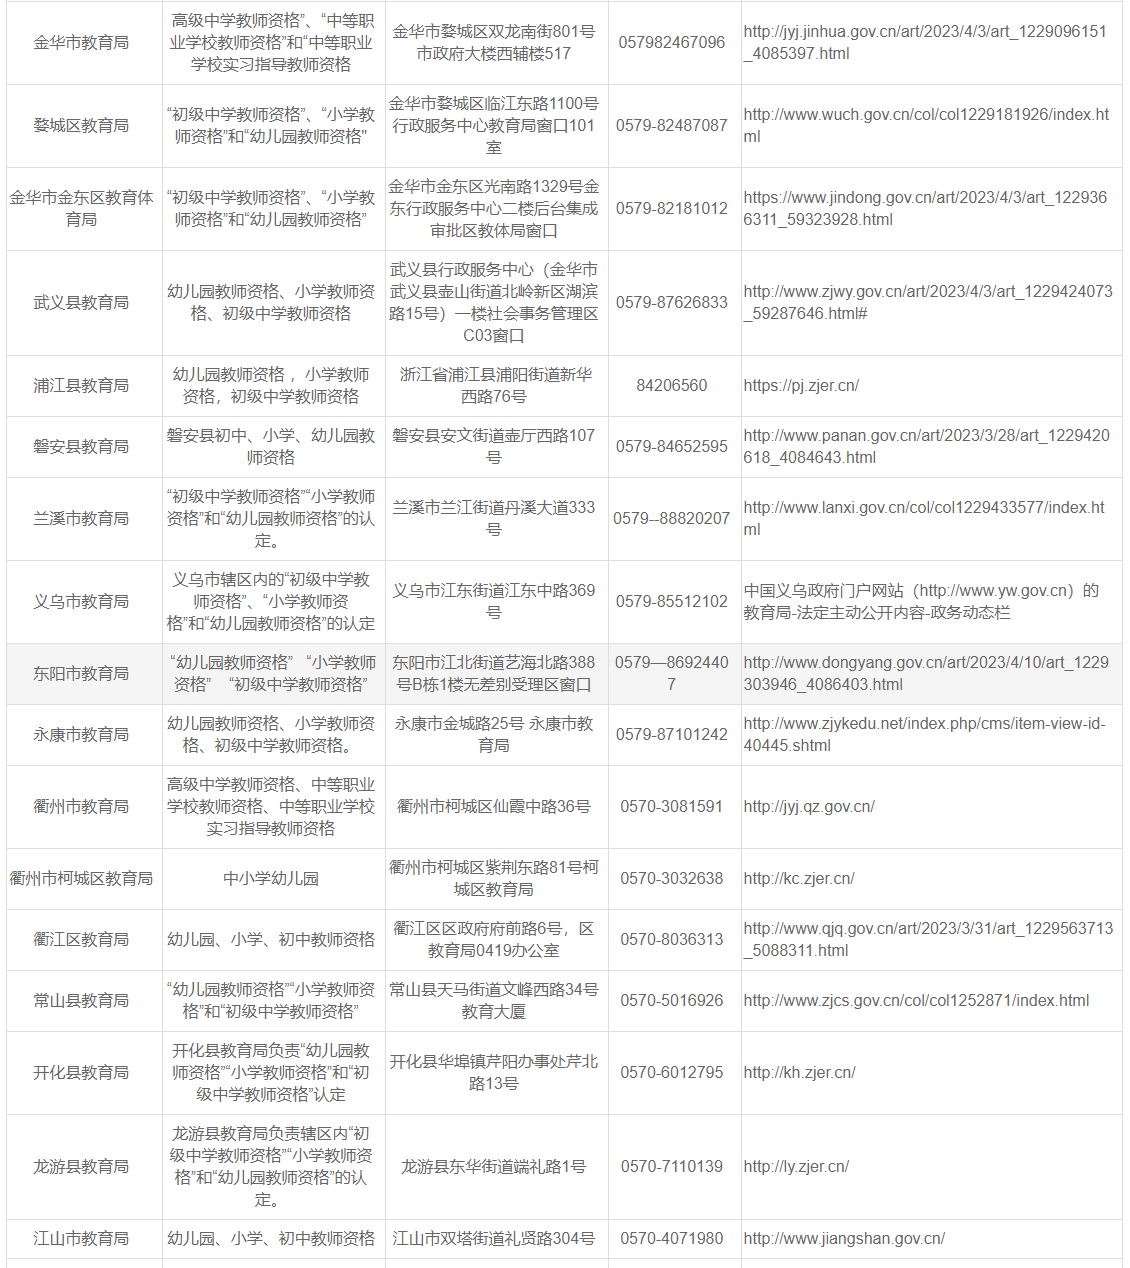 金华市教育局
高级中学教师资格”、“中等职
业学校教师资格”和“中等职业
学校实习指导教师资格
金华市婺城区双龙南街801号
市政府大楼西辅楼517
057982467096
http://jyj.jinhua.gov.cn/art/2023/4/3/art_1229096151
_4085397.html
婺城区教育局
“初级中学教师资格”、“小学教
师资格”和“幼儿园教师资格"
金华市婺城区临江东路1100号
行政服务中心教育局窗口101
室
0579-82487087
http://www.wuch.gov.cn/col/col1229181926/index.ht
ml
金华市金东区教育体
育局
“初级中学教师资格”、“小学教
师资格”和“幼儿园教师资格”
金华市金东区光南路1329号金
东行政服务中心二楼后台集成
审批区教体局窗口
0579-82181012
https://www.jindong.gov.cn/art/2023/4/3/art_122936
6311_59323928.html
武义县教育局
幼儿园教师资格、小学教师资
格、初级中学教师资格
武义县行政服务中心（金华市
武义县壶山街道北岭新区湖滨
路15号）一楼社会事务管理区
C03窗口
0579-87626833
http://www.zjwy.gov.cn/art/2023/4/3/art_1229424073
_59287646.html#
浦江县教育局
幼儿园教师资格 ，小学教师
资格，初级中学教师资格
浙江省浦江县浦阳街道新华
西路76号
84206560
https://pj.zjer.cn/
磐安县教育局
磐安县初中、小学、幼儿园教
师资格
磐安县安文街道壶厅西路107
号
0579-84652595
http://www.panan.gov.cn/art/2023/3/28/art_1229420
618_4084643.html
兰溪市教育局
“初级中学教师资格”“小学教师
资格”和“幼儿园教师资格”的认
定。
兰溪市兰江街道丹溪大道333
号
0579--88820207
http://www.lanxi.gov.cn/col/col1229433577/index.ht
ml
义乌市教育局
义乌市辖区内的“初级中学教
师资格”、“小学教师资
格”和“幼儿园教师资格”的认定
义乌市江东街道江东中路369
号
0579-85512102
中国义乌政府门户网站（http://www.yw.gov.cn）的
教育局-法定主动公开内容-政务动态栏
东阳市教育局
“幼儿园教师资格” “小学教师
资格” “初级中学教师资格”
东阳市江北街道艺海北路388
号B栋1楼无差别受理区窗口
0579—8692440
7
http://www.dongyang.gov.cn/art/2023/4/10/art_1229
303946_4086403.html
永康市教育局
幼儿园教师资格、小学教师资
格、初级中学教师资格。
永康市金城路25号 永康市教
育局
0579-87101242
http://www.zjykedu.net/index.php/cms/item-view-id-
40445.shtml
衢州市教育局
高级中学教师资格、中等职业
学校教师资格、中等职业学校
实习指导教师资格
衢州市柯城区仙霞中路36号
0570-3081591
http://jyj.qz.gov.cn/
衢州市柯城区教育局
中小学幼儿园
衢州市柯城区紫荆东路81号柯
城区教育局
0570-3032638
http://kc.zjer.cn/
衢江区教育局
幼儿园、小学、初中教师资格
衢江区区政府府前路6号，区
教育局0419办公室
0570-8036313
http://www.qjq.gov.cn/art/2023/3/31/art_1229563713
_5088311.html
常山县教育局
“幼儿园教师资格”“小学教师资
格”和“初级中学教师资格”
常山县天马街道文峰西路34号
教育大厦
0570-5016926
http://www.zjcs.gov.cn/col/col1252871/index.html
开化县教育局
开化县教育局负责“幼儿园教
师资格”“小学教师资格”和“初
级中学教师资格”认定
开化县华埠镇芹阳办事处芹北
路13号
0570-6012795
http://kh.zjer.cn/
龙游县教育局
龙游县教育局负责辖区内“初
级中学教师资格”“小学教师资
格”和“幼儿园教师资格”的认
定。
龙游县东华街道端礼路1号
0570-7110139
http://ly.zjer.cn/
江山市教育局
幼儿园、小学、初中教师资格
江山市双塔街道礼贤路304号
0570-4071980
http://www.jiangshan.gov.cn/